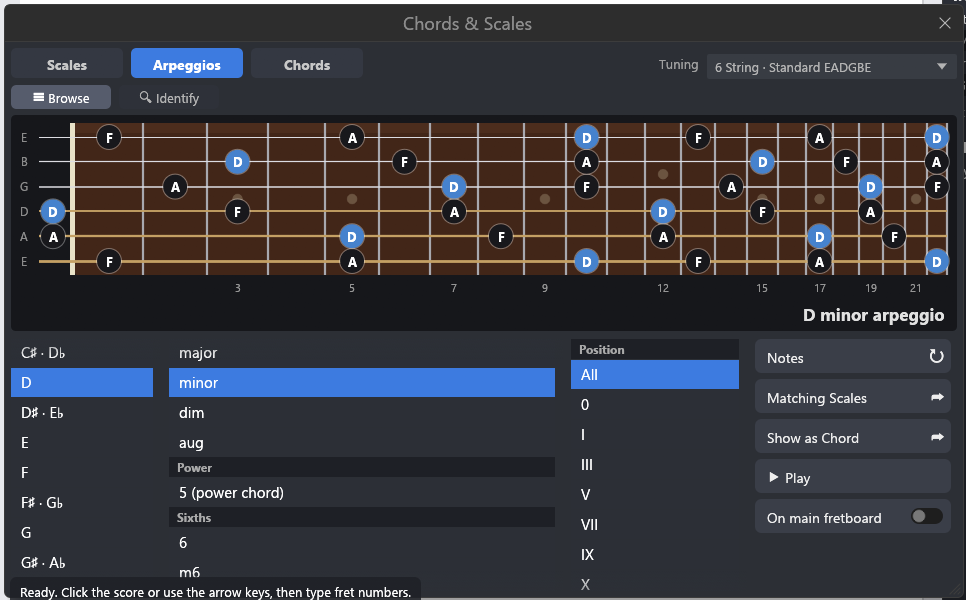 Chords & Scales
Scales Arpeggios Chords Tuning 6 String · Standard EADGBE
Browse Identify
E F A D F A D
B D F A D F A
G A D F A D F
D D F A D F A
A A D F A D F
E F A D F A D
3 5 7 9 12 15 17 19 21
D minor arpeggio
C♯ · D♭
D
D♯ · E♭
E
F
F♯ · G♭
G
G♯ · A♭
major
minor
dim
aug
Power
5 (power chord)
Sixths
6
m6
Position
All
0
I
III
V
VII
IX
X
Notes
Matching Scales
Show as Chord
Play
On main fretboard
Ready. Click the score or use the arrow keys, then type fret numbers.